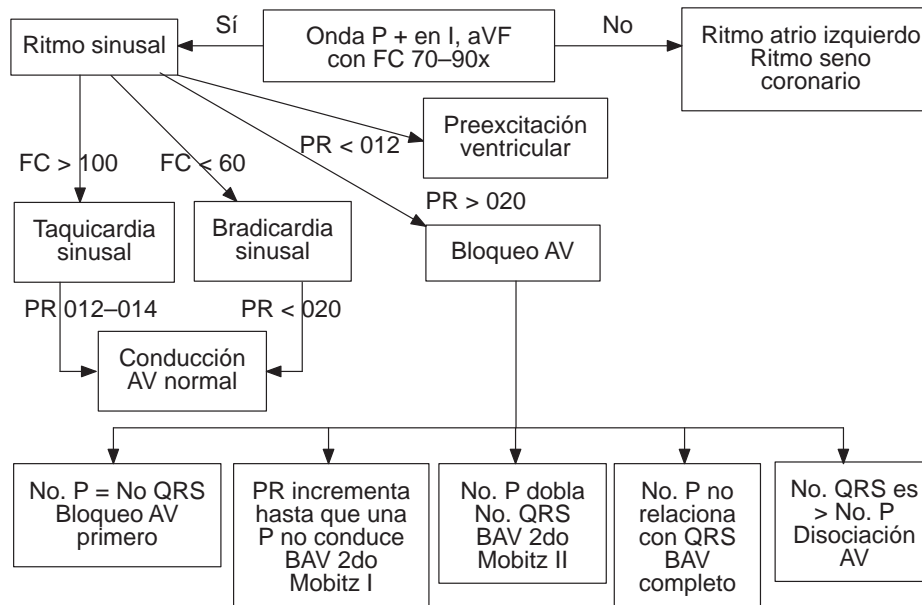 Sí
No
Ritmo sinusal
Onda P + en I, aVF
con FC 70–90x
Ritmo atrio izquierdo
Ritmo seno
coronario
Preexcitación
ventricular
PR < 012
FC > 100
FC < 60
PR > 020
Taquicardia
sinusal
Bradicardia
sinusal
Bloqueo AV
PR 012–014
PR < 020
Conducción
AV normal
No. P = No QRS
Bloqueo AV
primero
PR incrementa
hasta que una
P no conduce
BAV 2do
Mobitz I
No. P dobla
No. QRS
BAV 2do
Mobitz II
No. P no
relaciona
con QRS
BAV
completo
No. QRS es
> No. P
Disociación
AV